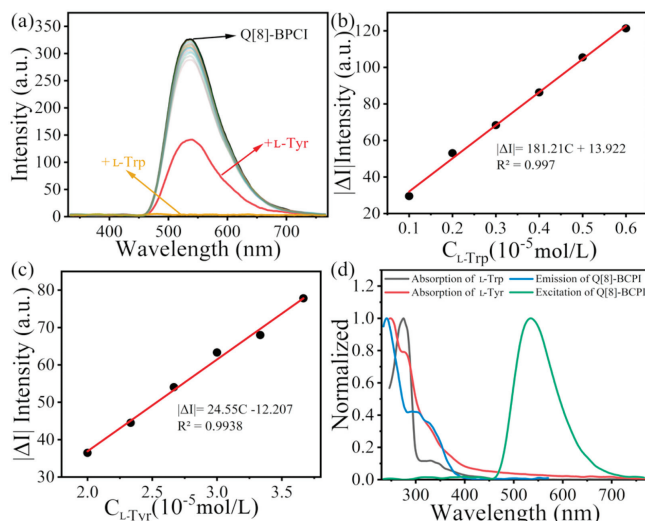 (a)
Q[8]-BPCI
+L-Tyr
+L-Trp
Intensity (a.u.)
350
300
250
200
150
100
50
0
400
500
600
700
Wavelength (nm)
(b)
|ΔI|Intensity (a.u.)
120
100
80
60
40
20
|ΔI|= 181.21C + 13.922
R² = 0.997
0.1
0.2
0.3
0.4
0.5
0.6
C_L-Trp(10⁻⁵mol/L)
(c)
|ΔI| Intensity (a.u.)
80
70
60
50
40
30
|ΔI|= 24.55C -12.207
R² = 0.9938
2.0
2.5
3.0
3.5
C_L-Tyr(10⁻⁵mol/L)
(d)
Absorption of L-Trp
Emission of Q[8]-BCPI
Absorption of L-Tyr
Excitation of Q[8]-BCPI
Normalized
1.0
0.8
0.6
0.4
0.2
0.0
300
400
500
600
700
Wavelength (nm)